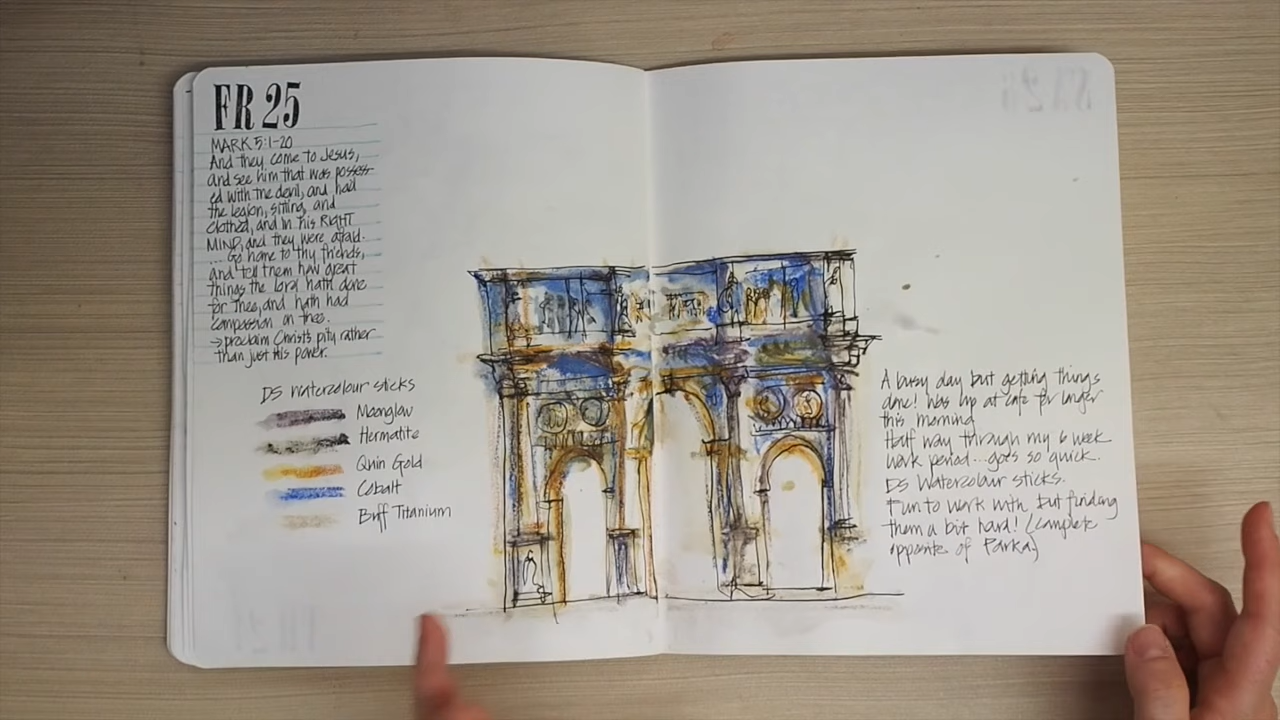 FR 25
MARK 5:1-20
And they come to Jesus,
and see him that was possess-
ed with the devil, and had
the legion, sitting, and
clothed, and in his RIGHT
MIND, and they were afraid.
... Go home to thy friends,
and tell them how great
things the Lord hath done
for thee, and hath had
compassion on thee.
→ proclaim Christ's pity rather
than just his power.
DS Watercolour sticks
Moonglow
Hermatite
Quin Gold
Cobalt
Buff Titanium
A busy day but getting things
done! Was up at cafe for longer
this morning
Half way through my 6 week
work period...goes so quick.
DS Watercolour sticks.
Fun to work with but finding
them a bit hard! (complete
opposite of Parka)